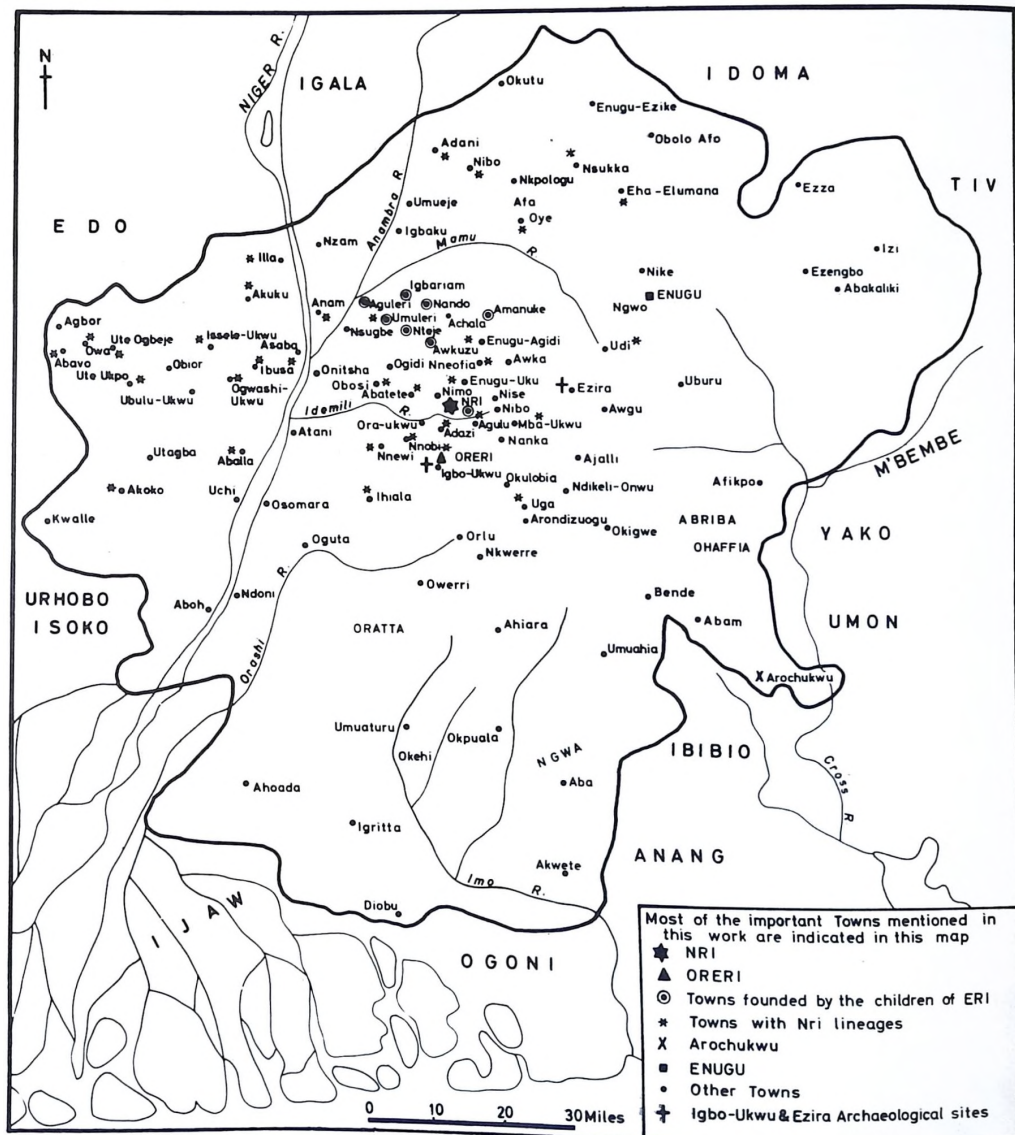 N
NIGER R.
IGALA
IDOMA
Okutu
Enugu-Ezike
Obolo Afo
Adani
Nibo
Nsukka
Nkpologu
Eha-Elumana
Ezza
TIV
EDO
Umueje
Anambra R
Afa
Oye
Igbaku
Mamu R.
Nzam
Izi
Illa
Nike
Ezengbo
Akuku
Igbariam
ENUGU
Abakaliki
Aguleri
Nando
Ngwo
Anam
Umuleri
Achala
Amanuke
Agbor
Nsugbe
Nteje
Ute Ogbeje
Issele-Ukwu
Enugu-Agidi
Udi
Owa
Asaba
Awkuzu
Abavo
Obior
Ibusa
Onitsha
Ogidi
Nneofia
Awka
Ute Ukpo
Ogwashi-
Ukwu
Obosi
Enugu-Uku
Ezira
Uburu
Ubulu-Ukwu
Abatete
Nimo
Nise
Idemili R.
NRI
Nibo
Awgu
Atani
Ora-ukwu
Adazi
Agulu
Mba-Ukwu
Nnobi
Nanka
M'BEMBE
Utagba
Aballa
Nnewi
ORERI
Ajalli
Igbo-Ukwu
Afikpo
Akoko
Uchi
Ihiala
Okulobia
Ndikeli-Onwu
Osomara
Uga
Kwalle
Arondizuogu
ABRIBA
Okigwe
YAKO
Oguta
Orlu
OHAFFIA
Nkwerre
Owerri
URHOBO
ISOKO
Ndoni
Aboh
Bende
Orashi R.
ORATTA
Ahiara
Abam
UMON
Umuahia
Arochukwu
Umuaturu
Okpuala
Okehi
NGWA
IBIBIO
Cross R
Ahoada
Aba
Igritta
ANANG
Akwete
Imo R.
Diobu
IJAW
OGONI
Most of the important Towns mentioned in
this work are indicated in this map
NRI
ORERI
Towns founded by the children of ERI
Towns with Nri lineages
X Arochukwu
ENUGU
Other Towns
Igbo-Ukwu & Ezira Archaeological sites
0 10 20 30 Miles